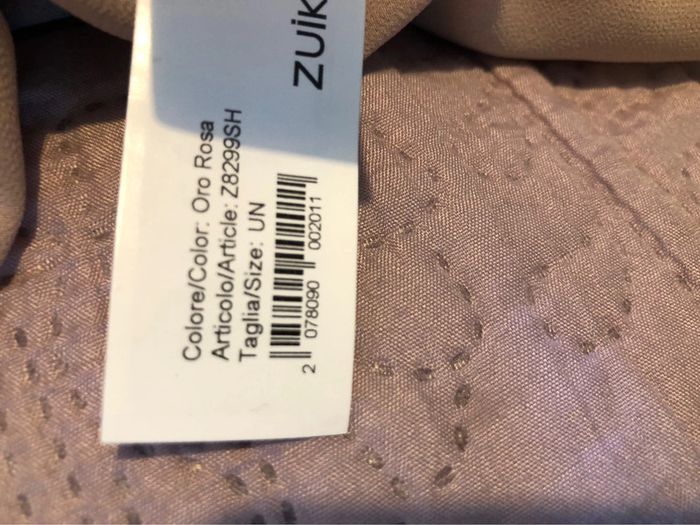 zuik
Colore/Color: Oro Rosa
Articolo/Article: Z8299SH
Taglia/Size: UN
2 078090 002011